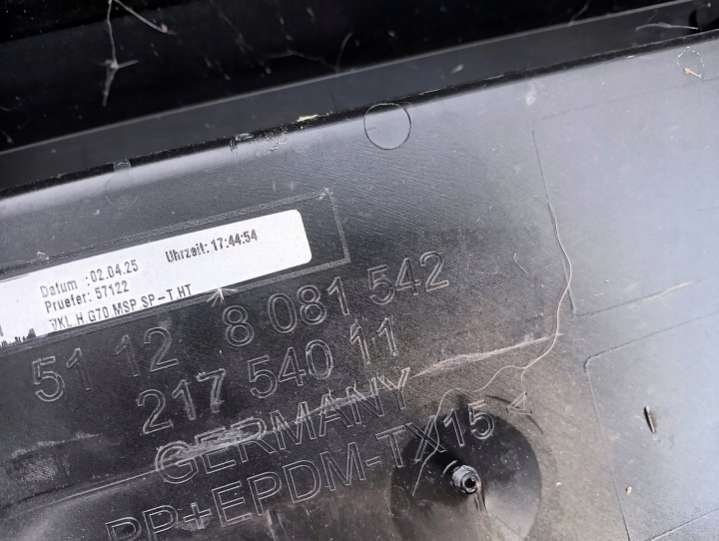 Datum :02.04.25 Uhrzeit: 17:44:54
Pruefer: 57122
VKL H G70 MSP SP-T HT
51 12 8 081 542
217 540 11
GERMANY
PP+EPDM-TX15